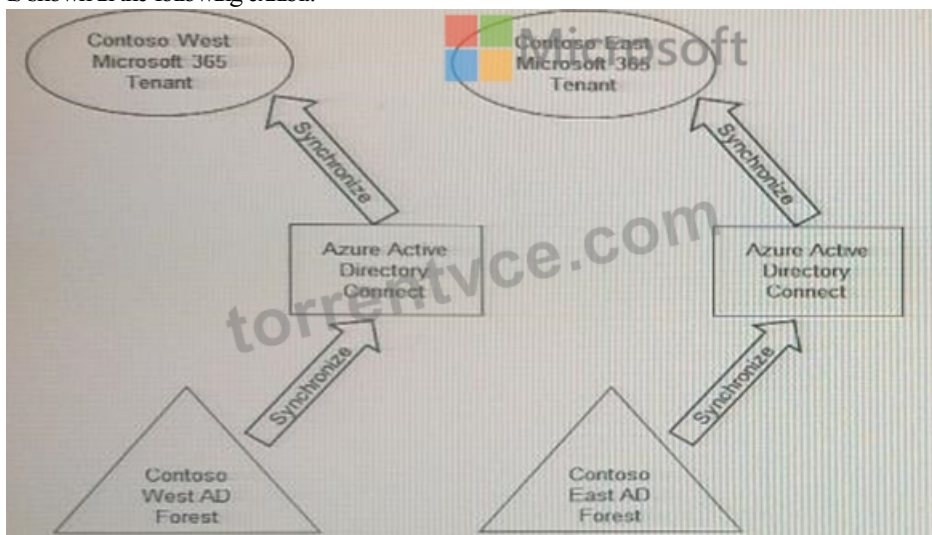 Contoso West
Microsoft 365
Tenant
Microsoft
Contoso East
Microsoft 365
Tenant
Synchronize
Synchronize
Azure Active
Directory
Connect
Azure Active
Directory
Connect
torrentvce.com
Synchronize
Synchronize
Contoso
West AD
Forest
Contoso
East AD
Forest